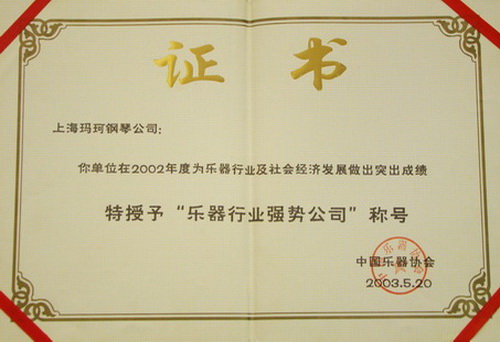 证书
上海玛珂钢琴公司:
你单位在2002年度为乐器行业及社会经济发展做出突出成绩
特授予“乐器行业强势公司”称号
中国乐器协会
2003.5.20